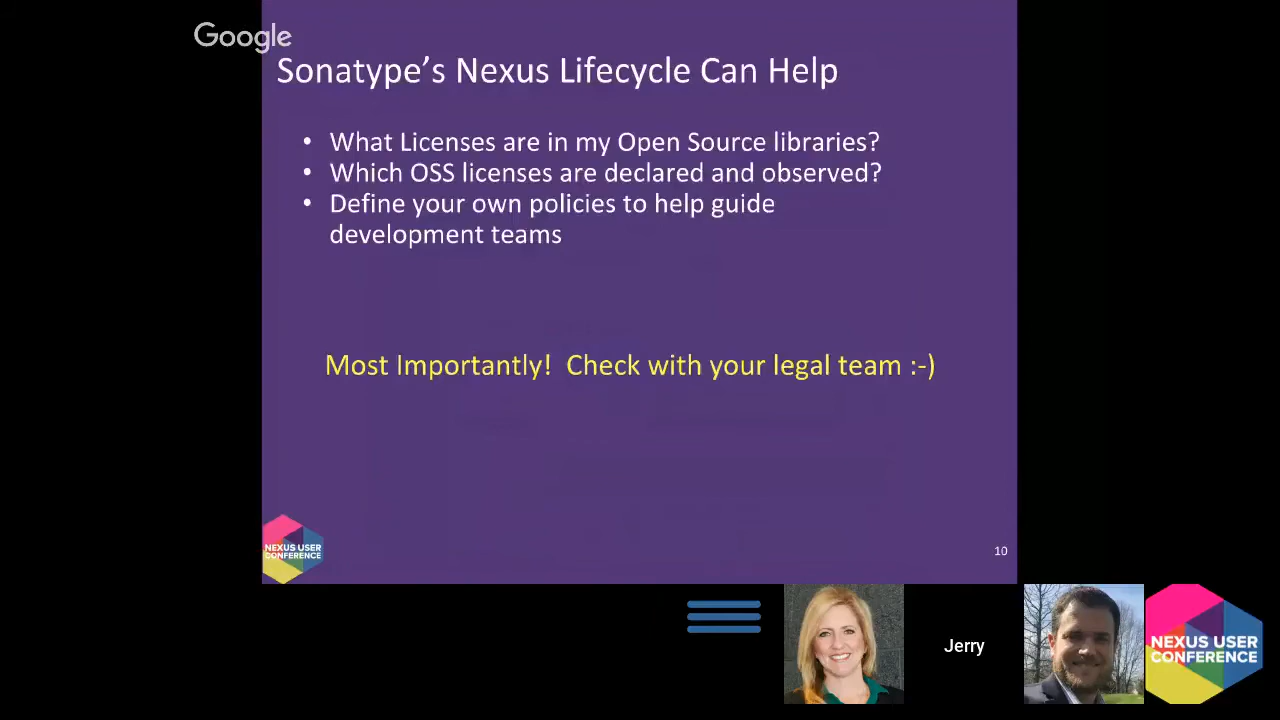 Google
Sonatype’s Nexus Lifecycle Can Help
• What Licenses are in my Open Source libraries?
• Which OSS licenses are declared and observed?
• Define your own policies to help guide
development teams
Most Importantly!  Check with your legal team :-)
NEXUS USER
CONFERENCE
10
Jerry
NEXUS USER
CONFERENCE